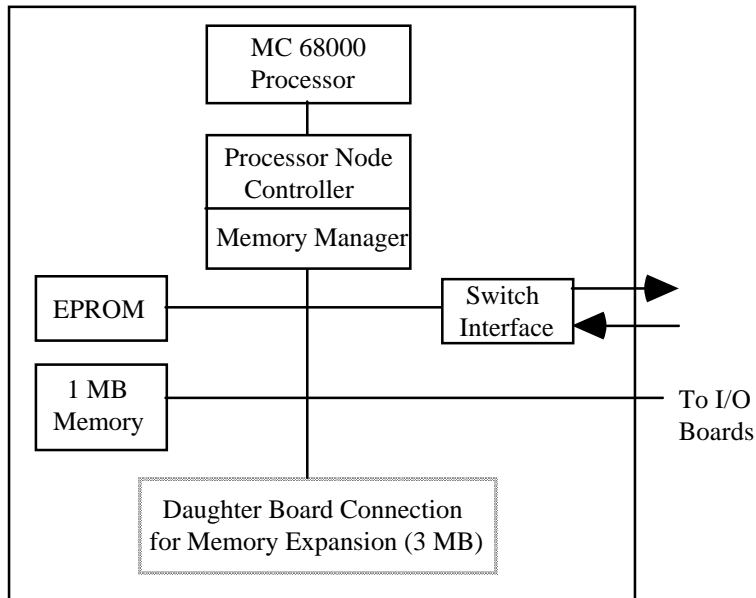 MC 68000
Processor
Processor Node
Controller
Memory Manager
EPROM
Switch
Interface
1 MB
Memory
To I/O
Boards
Daughter Board Connection
for Memory Expansion (3 MB)